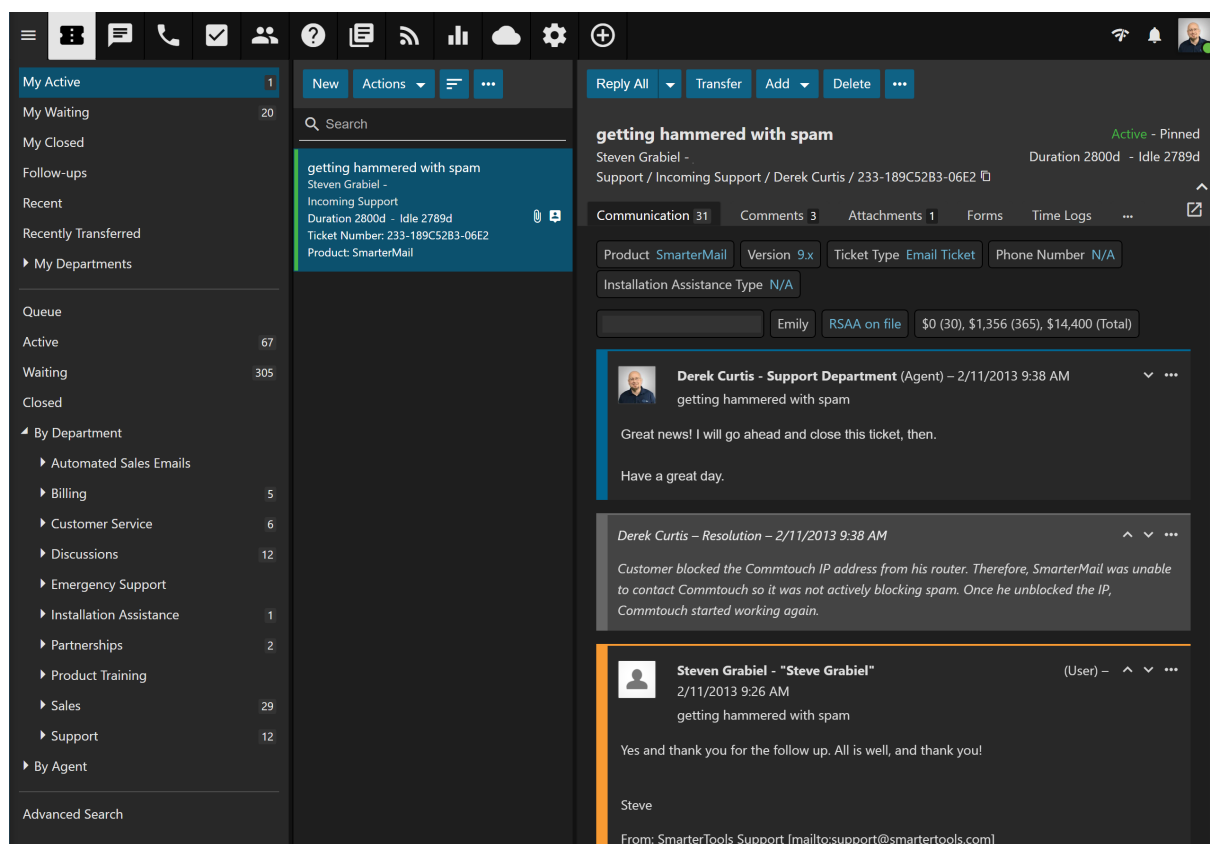 My Active 1
My Waiting 20
My Closed
Follow-ups
Recent
Recently Transferred
My Departments
Queue
Active 67
Waiting 305
Closed
By Department
Automated Sales Emails
Billing 5
Customer Service 6
Discussions 12
Emergency Support
Installation Assistance 1
Partnerships 2
Product Training
Sales 29
Support 12
By Agent
Advanced Search
New Actions
Search
getting hammered with spam
Steven Grabiel -
Incoming Support
Duration 2800d - Idle 2789d
Ticket Number: 233-189C52B3-06E2
Product: SmarterMail
Reply All Transfer Add Delete
getting hammered with spam Active - Pinned
Steven Grabiel - Duration 2800d - Idle 2789d
Support / Incoming Support / Derek Curtis / 233-189C52B3-06E2
Communication 31 Comments 3 Attachments 1 Forms Time Logs
Product SmarterMail Version 9.x Ticket Type Email Ticket Phone Number N/A
Installation Assistance Type N/A
Emily RSAA on file $0 (30), $1,356 (365), $14,400 (Total)
Derek Curtis - Support Department (Agent) – 2/11/2013 9:38 AM
getting hammered with spam
Great news! I will go ahead and close this ticket, then.
Have a great day.
Derek Curtis – Resolution – 2/11/2013 9:38 AM
Customer blocked the Commtouch IP address from his router. Therefore, SmarterMail was unable
to contact Commtouch so it was not actively blocking spam. Once he unblocked the IP,
Commtouch started working again.
Steven Grabiel - "Steve Grabiel" (User) –
2/11/2013 9:26 AM
getting hammered with spam
Yes and thank you for the follow up. All is well, and thank you!
Steve
From: SmarterTools Support [mailto:support@smartertools.com]